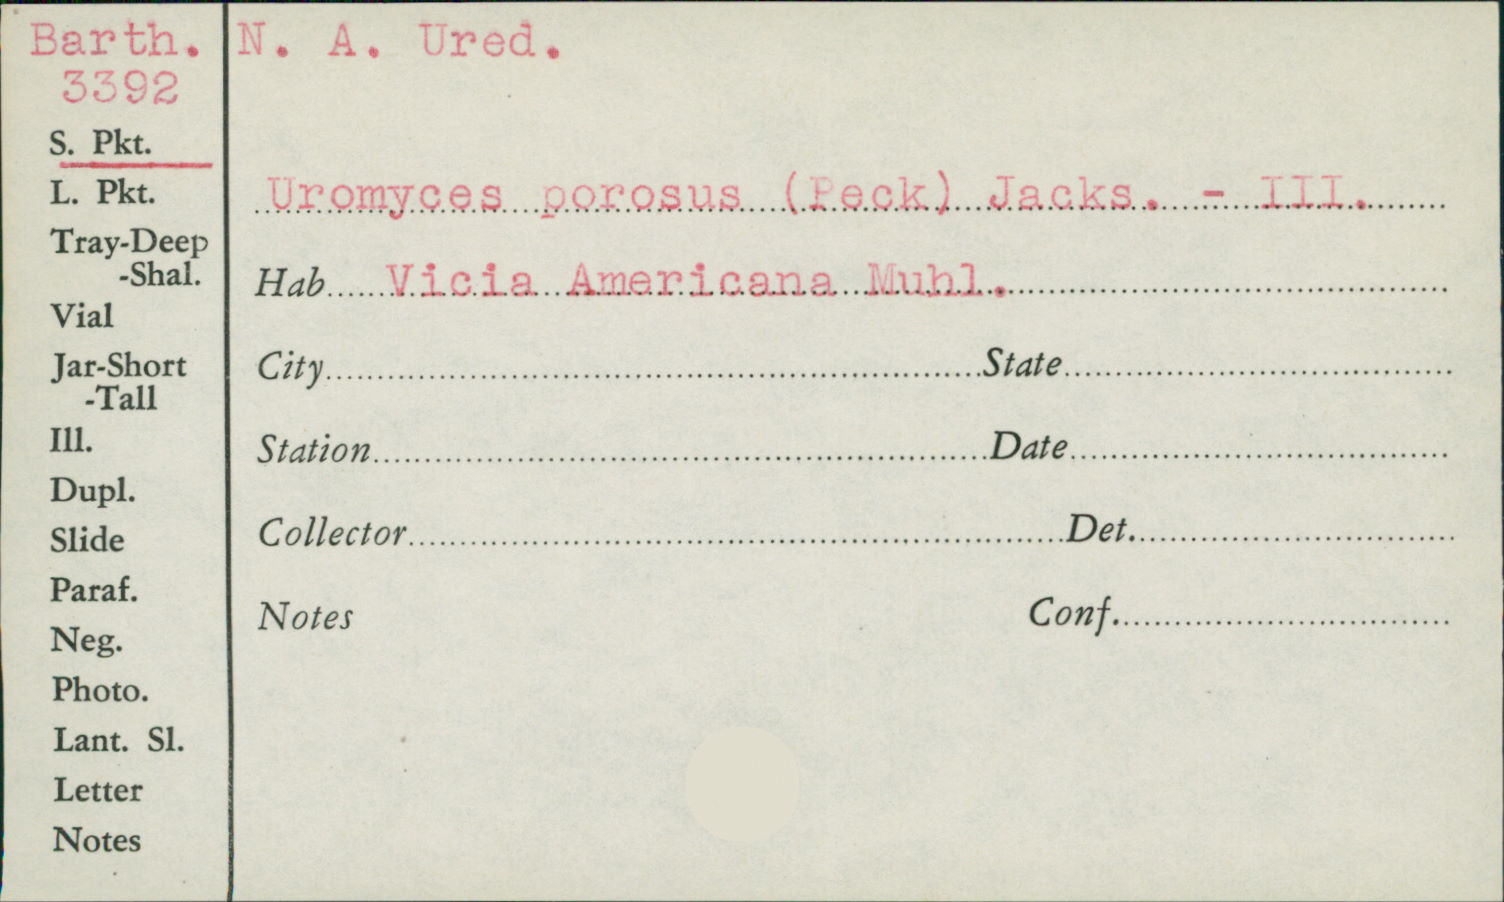 Barth. N. A. Ured.
3392
S. Pkt.
L. Pkt.
Tray-Deep
-Shal.
Vial
Jar-Short
-Tall
Ill.
Dupl.
Slide
Paraf.
Neg.
Photo.
Lant. Sl.
Letter
Notes
Uromyces porosus (Peck) Jacks. - III.
Hab Vicia Americana Muhl.
City State
Station Date
Collector Det.
Notes Conf.